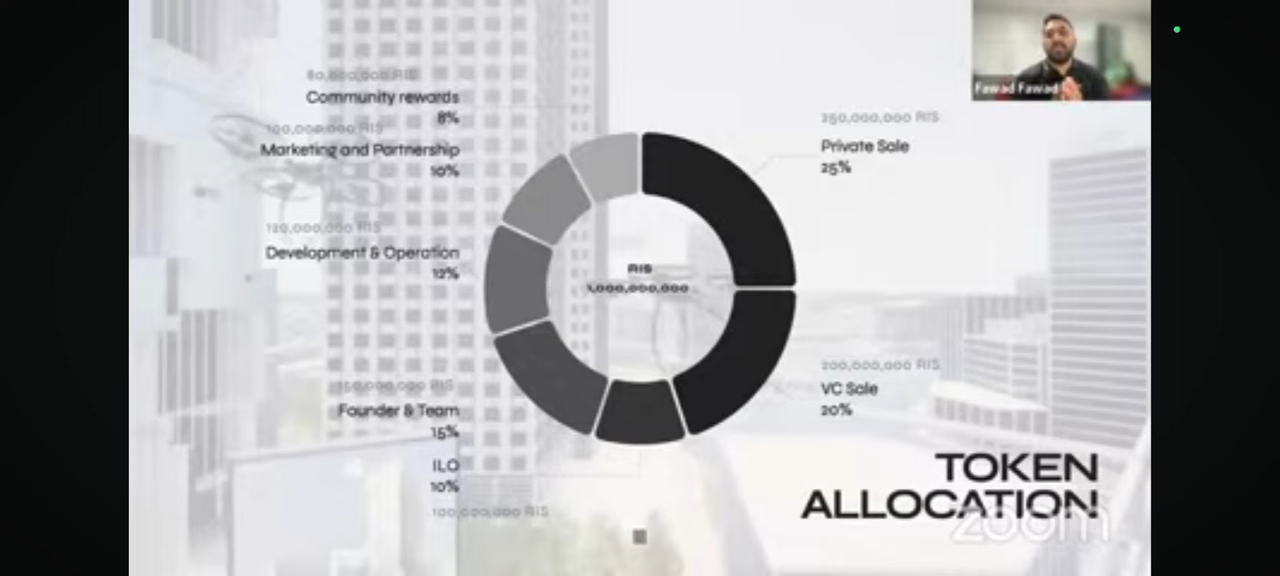 80,000,000 RIS
Community rewards
8%
100,000,000 RIS
Marketing and Partnership
10%
120,000,000 RIS
Development & Operation
12%
150,000,000 RIS
Founder & Team
15%
ILO
10%
100,000,000 RIS
RIS
1,000,000,000
Fawad Fawad
250,000,000 RIS
Private Sale
25%
200,000,000 RIS
VC Sale
20%
TOKEN
ALLOCATION
zoom